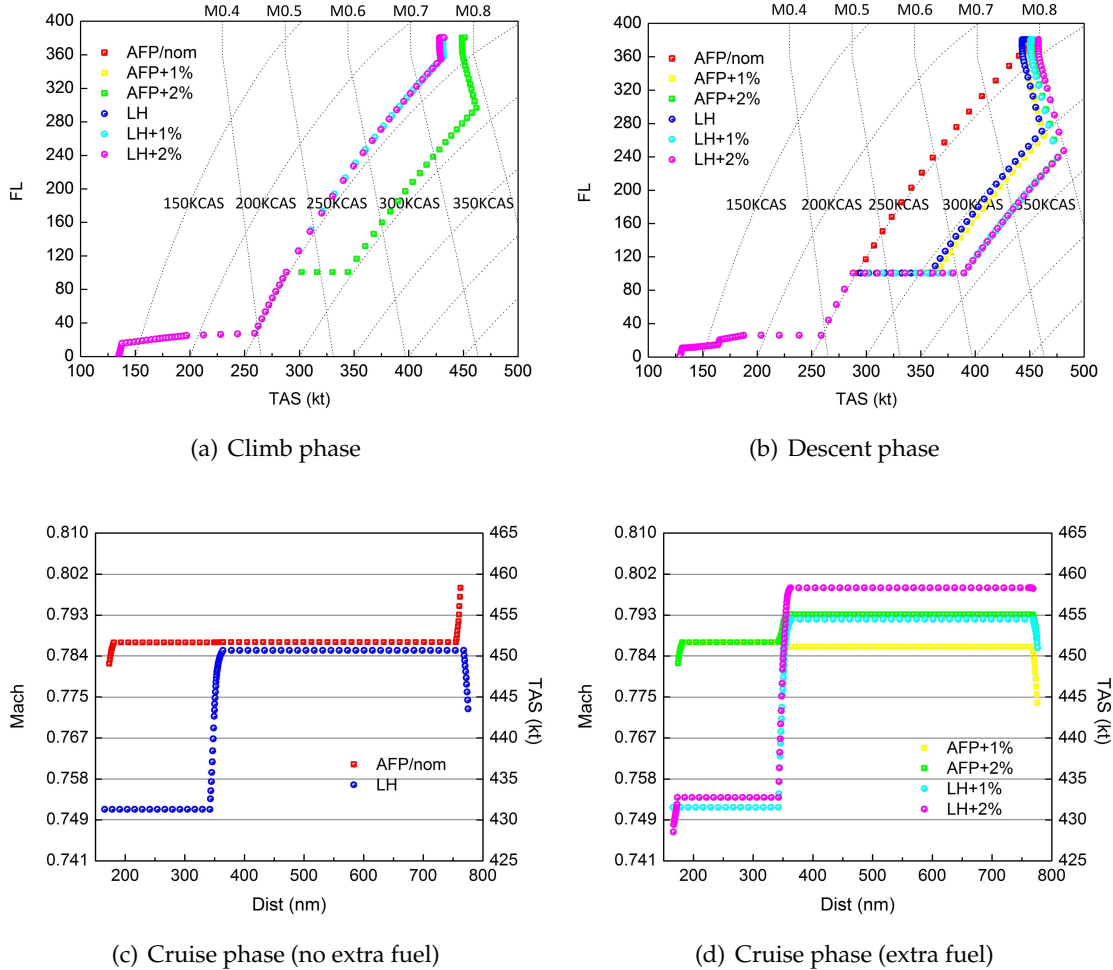 M0.4 M0.5 M0.6 M0.7 M0.8
400
360
320
280
240
200
160
120
80
40
0
FL
AFP/nom
AFP+1%
AFP+2%
LH
LH+1%
LH+2%
150KCAS 200KCAS 250KCAS 300KCAS 350KCAS
100 150 200 250 300 350 400 450 500
TAS (kt)
(a) Climb phase
M0.4 M0.5 M0.6 M0.7 M0.8
400
360
320
280
240
200
160
120
80
40
0
FL
AFP/nom
AFP+1%
AFP+2%
LH
LH+1%
LH+2%
150KCAS 200KCAS 250KCAS 300KCAS 350KCAS
100 150 200 250 300 350 400 450 500
TAS (kt)
(b) Descent phase
0.810
0.802
0.793
0.784
0.775
0.767
0.758
0.749
0.741
Mach
465
460
455
450
445
440
435
430
425
TAS (kt)
AFP/nom
LH
200 300 400 500 600 700 800
Dist (nm)
(c) Cruise phase (no extra fuel)
0.810
0.802
0.793
0.784
0.775
0.767
0.758
0.749
0.741
Mach
465
460
455
450
445
440
435
430
425
TAS (kt)
AFP+1%
AFP+2%
LH+1%
LH+2%
200 300 400 500 600 700 800
Dist (nm)
(d) Cruise phase (extra fuel)